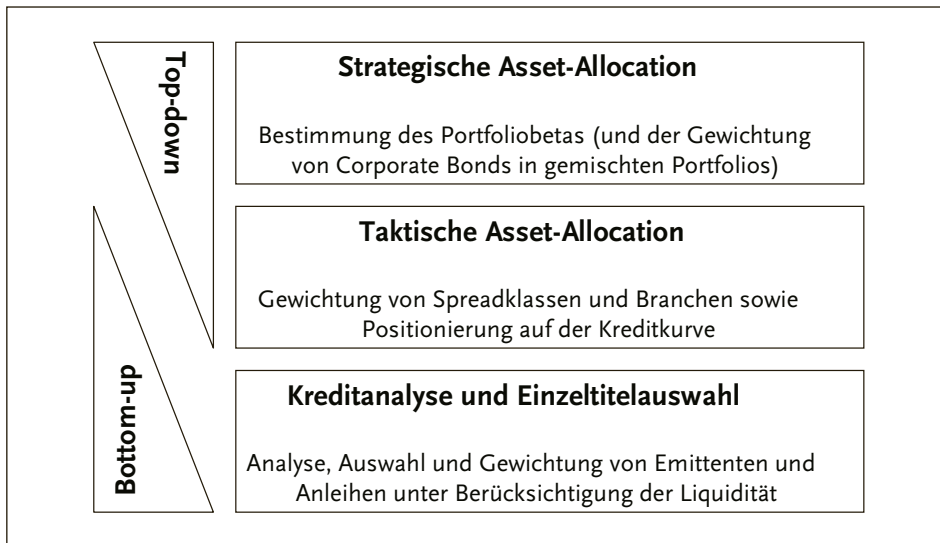 Top-down
Strategische Asset-Allocation
Bestimmung des Portfoliobetas (und der Gewichtung
von Corporate Bonds in gemischten Portfolios)
Taktische Asset-Allocation
Gewichtung von Spreadklassen und Branchen sowie
Positionierung auf der Kreditkurve
Bottom-up
Kreditanalyse und Einzeltitelauswahl
Analyse, Auswahl und Gewichtung von Emittenten und
Anleihen unter Berücksichtigung der Liquidität